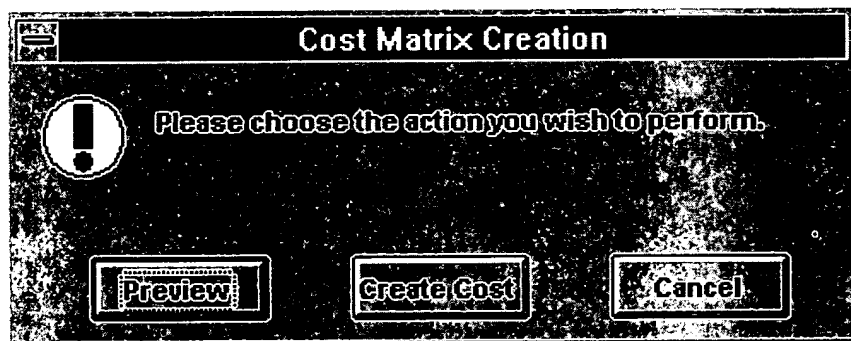 Cost Matrix Creation
Please choose the action you wish to perform.
Preview
Create Cost
Cancel